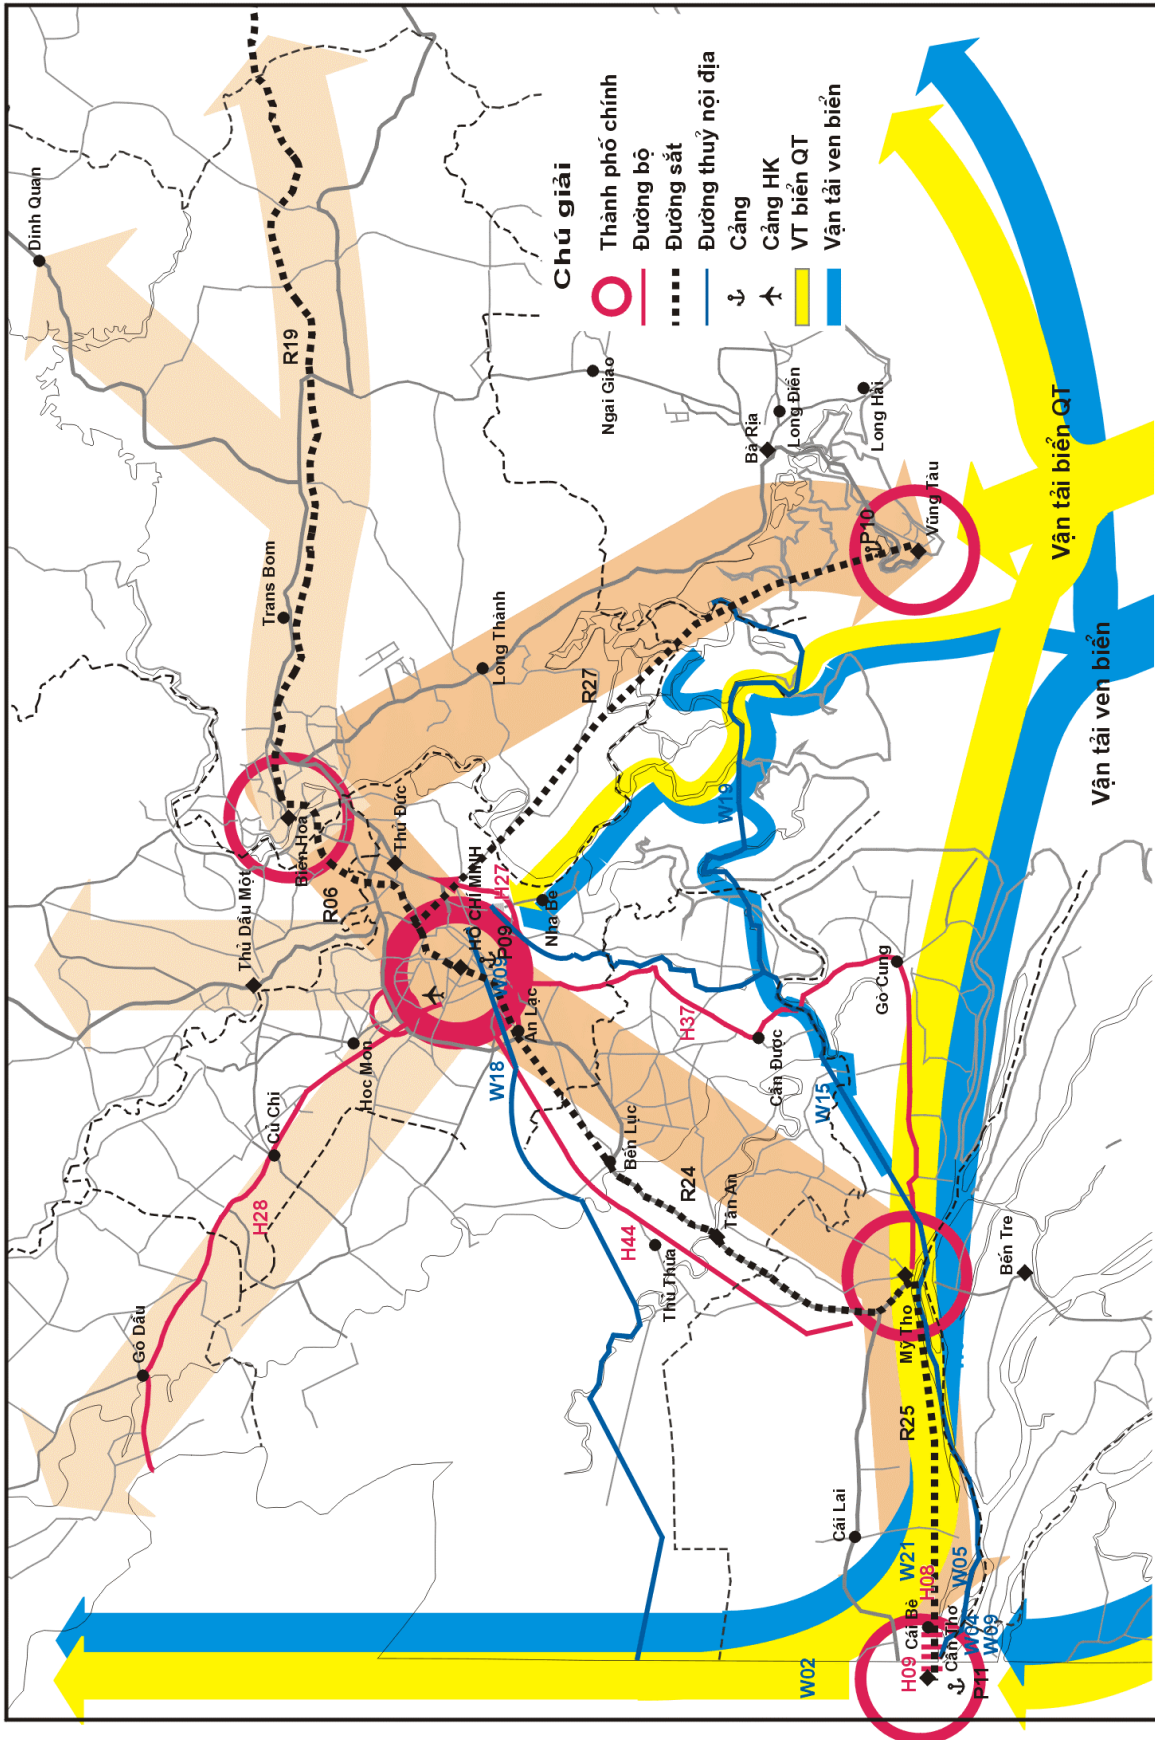 Chú giải
Thành phố chính
Đường bộ
Đường sắt
Đường thuỷ nội địa
Cảng
Cảng HK
VT biển QT
Vận tải ven biển
Gò Dầu
H28
Củ Chi
Hoc Mon
Thủ Dầu Một
R06
Biên Hòa
Thủ Đức
Trans Bom
R19
Dinh Quan
HỒ CHÍ MINH
P09
W09
H27
An Lạc
Nha Be
W18
H44
Bến Lục
R24
Tân An
Thủ Thừa
H37
Cần Được
W15
Gò Cung
W19
Long Thành
R27
Ngai Giao
Bà Rịa
Long Điền
Long Hải
P10
Vũng Tàu
Vận tải biển QT
Vận tải ven biển
Mỹ Tho
Bến Tre
R25
Cái Lai
W21
H08
W05
Cái Bè
H09
Cần Thơ
W04
W09
P11
W02